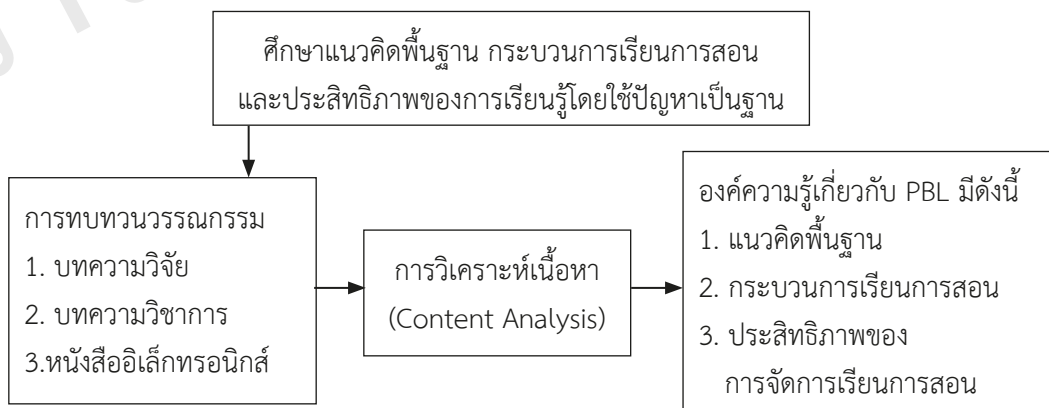 ศึกษาแนวคิดพื้นฐาน กระบวนการเรียนการสอน
และประสิทธิภาพของการเรียนรู้โดยใช้ปัญหาเป็นฐาน
การทบทวนวรรณกรรม
1. บทความวิจัย
2. บทความวิชาการ
3.หนังสืออิเล็กทรอนิกส์
การวิเคราะห์เนื้อหา
(Content Analysis)
องค์ความรู้เกี่ยวกับ PBL มีดังนี้
1. แนวคิดพื้นฐาน
2. กระบวนการเรียนการสอน
3. ประสิทธิภาพของ
การจัดการเรียนการสอน